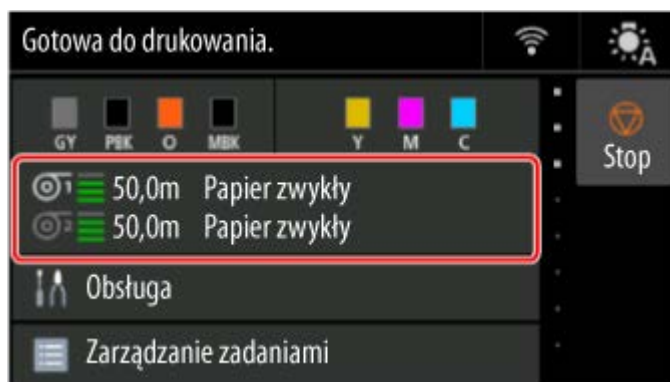 Gotowa do drukowania.
A
GY PBK O MBK Y M C
Stop
1 50,0m Papier zwykły
2 50,0m Papier zwykły
Obsługa
Zarządzanie zadaniami